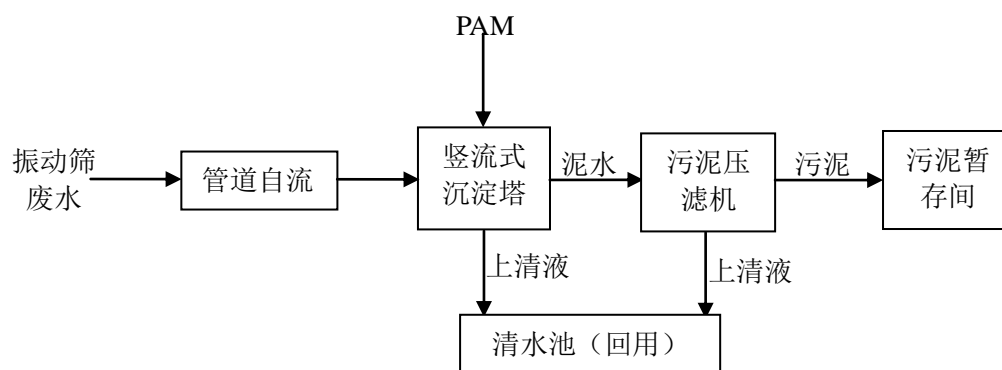 PAM
振动筛
废水
管道自流
竖流式
沉淀塔
泥水
污泥压
滤机
污泥
污泥暂
存间
上清液
上清液
清水池（回用）